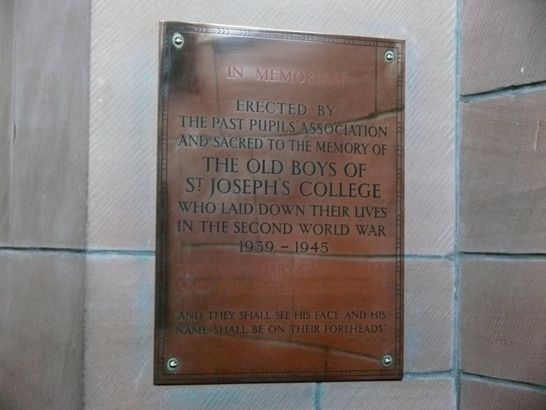 IN MEMORIAM
ERECTED BY
THE PAST PUPILS' ASSOCIATION
AND SACRED TO THE MEMORY OF
THE OLD BOYS OF
ST JOSEPH'S COLLEGE
WHO LAID DOWN THEIR LIVES
IN THE SECOND WORLD WAR
1939 - 1945
AND THEY SHALL SEE HIS FACE AND HIS
NAME SHALL BE ON THEIR FOREHEADS.